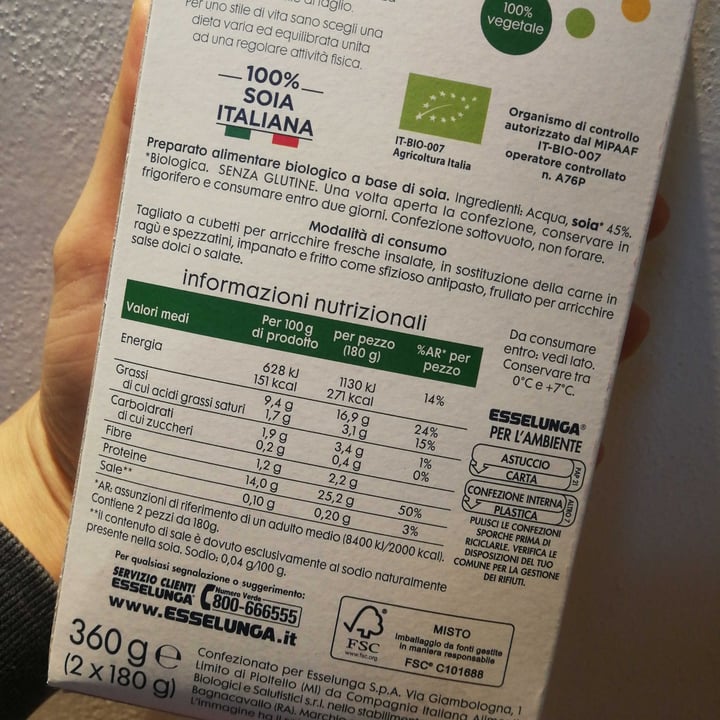 di taglio.
Per uno stile di vita sano scegli una
dieta varia ed equilibrata unita
ad una regolare attività fisica.
100%
vegetale
100%
SOIA
ITALIANA
IT-BIO-007
Agricoltura Italia
Organismo di controllo
autorizzato dal MiPAAF
IT-BIO-007
operatore controllato
n. A76P
Preparato alimentare biologico a base di soia. Ingredienti: Acqua, soia* 45%.
*Biologica. SENZA GLUTINE. Una volta aperta la confezione, conservare in
frigorifero e consumare entro due giorni. Confezione sottovuoto, non forare.
Modalità di consumo
Tagliato a cubetti per arricchire fresche insalate, in sostituzione della carne in
ragù e spezzatini, impanato e fritto come sfizioso antipasto, frullato per arricchire
salse dolci o salate.
informazioni nutrizionali
Valori medi Per 100 g di prodotto per pezzo (180 g) %AR* per pezzo
Energia 628 kJ 1130 kJ
151 kcal 271 kcal 14%
Grassi 9,4 g 16,9 g 24%
di cui acidi grassi saturi 1,7 g 3,1 g 15%
Carboidrati 1,9 g 3,4 g 1%
di cui zuccheri 0,2 g 0,4 g 0%
Fibre 1,2 g 2,2 g
Proteine 14,0 g 25,2 g 50%
Sale** 0,10 g 0,20 g 3%
*AR: assunzioni di riferimento di un adulto medio (8400 kJ/2000 kcal).
Contiene 2 pezzi da 180g.
**Il contenuto di sale è dovuto esclusivamente al sodio naturalmente
presente nella soia. Sodio: 0,04 g/100 g.
Da consumare
entro: vedi lato.
Conservare tra
0°C e +7°C.
ESSELUNGA®
PER L'AMBIENTE
ASTUCCIO
CARTA
PAP 21
CONFEZIONE INTERNA
PLASTICA
ALTRO 7
PULISCI LE CONFEZIONI
SPORCHE PRIMA DI
RICICLARLE. VERIFICA LE
DISPOSIZIONI DEL TUO
COMUNE PER LA GESTIONE
DEI RIFIUTI.
Per qualsiasi segnalazione o suggerimento:
SERVIZIO CLIENTI
ESSELUNGA®
Numero Verde
800-666555
www.ESSELUNGA.it
360 g e
(2 x 180 g)
FSC
www.fsc.org
MISTO
Imballaggio da fonti gestite
in maniera responsabile
FSC® C101688
Confezionato per Esselunga S.p.A. Via Giambologna, 1
Limito di Pioltello (MI) da Compagnia Italiana Alimenti
Biologici e Salutistici s.r.l. nello stabilimento
Bagnacavallo (RA). Marchio
L'immagine ha il